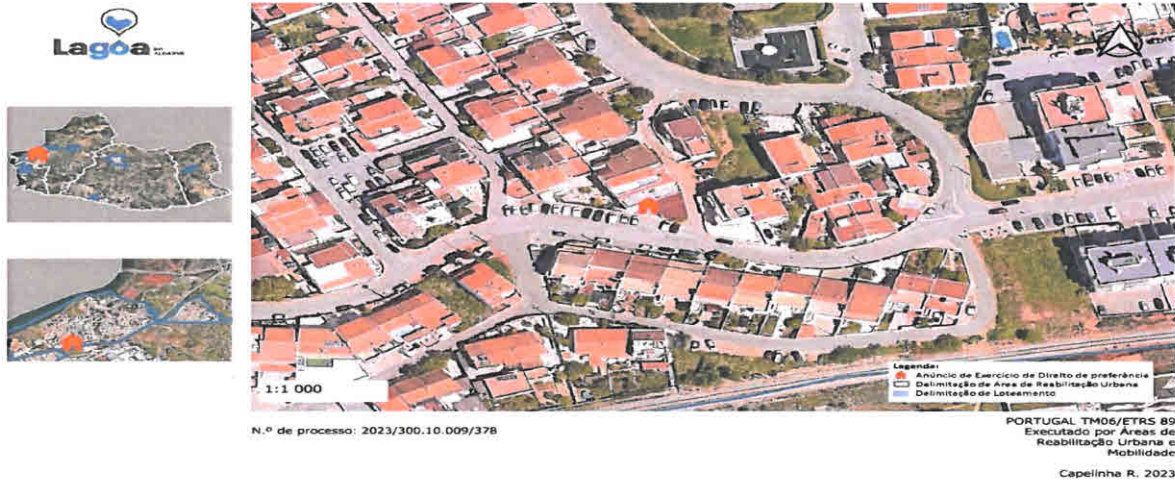 Lagoa
ALGARVE
1:1 000
Legenda:
Anúncio de Exercício de Direito de preferência
Delimitação de Área de Reabilitação Urbana
Delimitação de Loteamento
N.º de processo: 2023/300.10.009/378
PORTUGAL TM06/ETRS 89
Executado por Áreas de
Reabilitação Urbana e
Mobilidade
Capelinha R. 2023